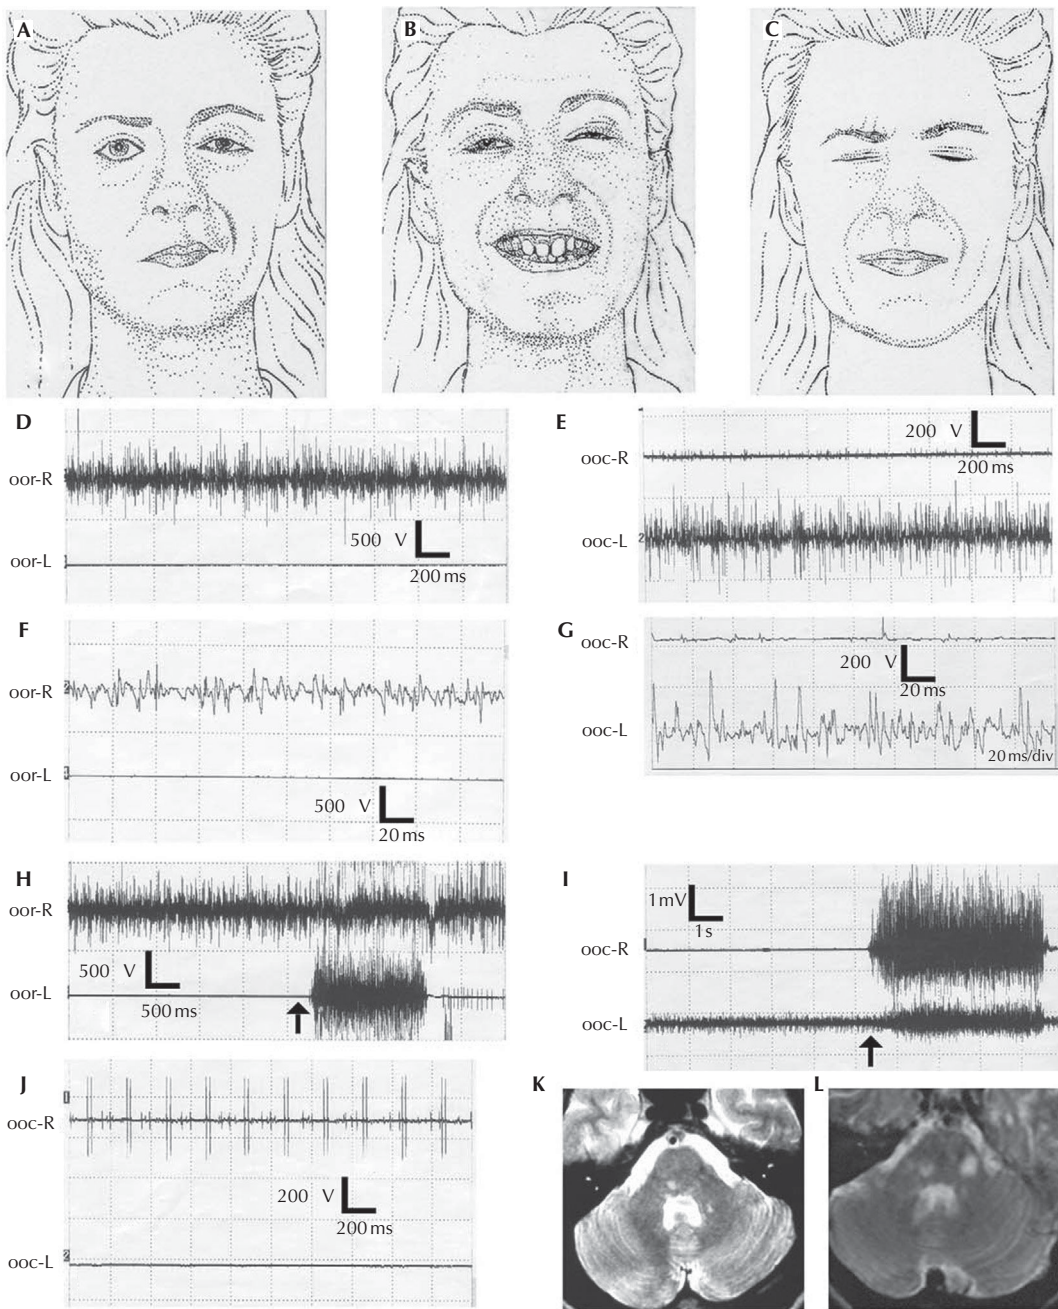 A
B
C
D
oor-R
oor-L
500 V
200 ms
E
ooc-R
ooc-L
200 V
200 ms
F
oor-R
oor-L
500 V
20 ms
G
ooc-R
200 V
20 ms
ooc-L
20 ms/div
H
oor-R
500 V
oor-L
500 ms
I
1 mV
1 s
ooc-R
ooc-L
J
ooc-R
200 V
200 ms
ooc-L
K
L